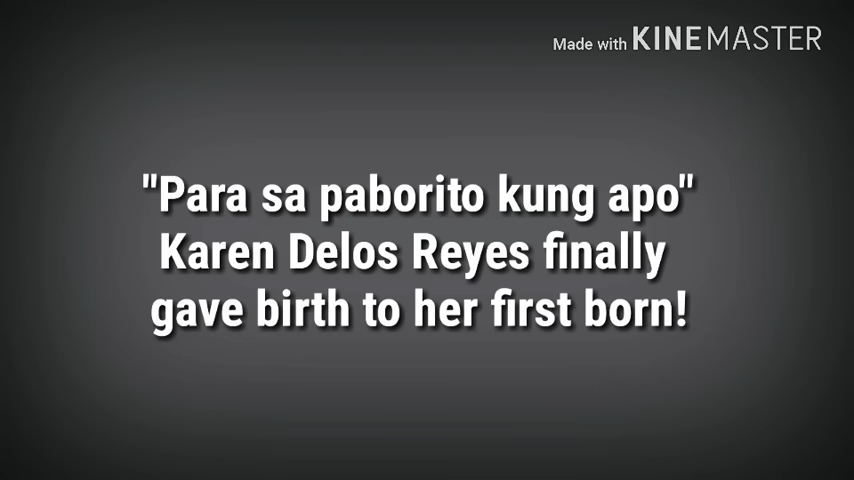 Made with KINEMASTER
"Para sa paborito kung apo"
Karen Delos Reyes finally
gave birth to her first born!